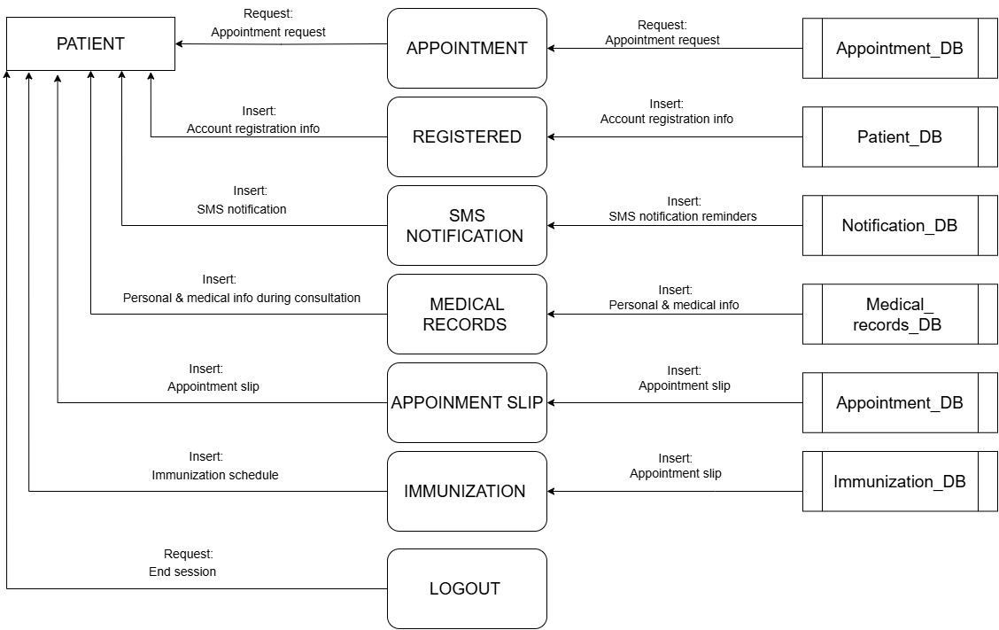 Request:
Appointment request
PATIENT
APPOINTMENT
Request:
Appointment request
Appointment_DB
Insert:
Account registration info
REGISTERED
Insert:
Account registration info
Patient_DB
Insert:
SMS notification
SMS
NOTIFICATION
Insert:
SMS notification reminders
Notification_DB
Insert:
Personal & medical info during consultation
MEDICAL
RECORDS
Insert:
Personal & medical info
Medical_
records_DB
Insert:
Appointment slip
APPOINMENT SLIP
Insert:
Appointment slip
Appointment_DB
Insert:
Immunization schedule
IMMUNIZATION
Insert:
Appointment slip
Immunization_DB
Request:
End session
LOGOUT